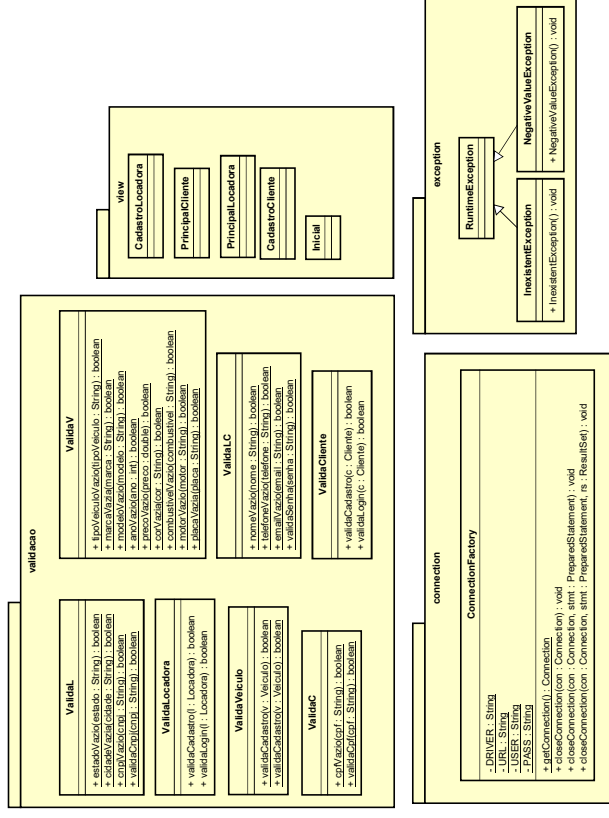 validacao
ValidaL
+ estadoVazio(estado : String) : boolean
+ cidadeVazia(cidade : String) : boolean
+ cnpjVazio(cnpj : String) : boolean
+ validaCnpj(cnpj : String) : boolean
ValidaV
+ tipoVeiculoVazio(tipoVeiculo : String) : boolean
+ marcaVazia(marca : String) : boolean
+ modeloVazio(modelo : String) : boolean
+ anoVazio(ano : int) : boolean
+ precoVazio(preco : double) : boolean
+ corVazia(cor : String) : boolean
+ combustivelVazio(combustivel : String) : boolean
+ motorVazio(motor : String) : boolean
+ placaVazia(placa : String) : boolean
ValidaLocadora
+ validaCadastro(l : Locadora) : boolean
+ validaLogin(l : Locadora) : boolean
ValidaLC
+ nomeVazio(nome : String) : boolean
+ telefoneVazio(telefone : String) : boolean
+ emailVazio(email : String) : boolean
+ validaSenha(senha : String) : boolean
ValidaVeiculo
+ validaCadastro(v : Veiculo) : boolean
+ validaCadastro(v : Veiculo) : boolean
ValidaCliente
+ validaCadastro(c : Cliente) : boolean
+ validaLogin(c : Cliente) : boolean
ValidaC
+ cpfVazio(cpf : String) : boolean
+ validaCpf(cpf : String) : boolean
view
CadastroLocadora
PrincipalCliente
PrincipalLocadora
CadastroCliente
Inicial
connection
ConnectionFactory
- DRIVER : String
- URL : String
- USER : String
- PASS : String
+ getConnection() : Connection
+ closeConnection(con : Connection) : void
+ closeConnection(con : Connection, stmt : PreparedStatement) : void
+ closeConnection(con : Connection, strnt : PreparedStatement, rs : ResultSet) : void
exception
RuntimeException
InexistentException
+ InexistentException() : void
NegativeValueException
+ NegativeValueException() : void